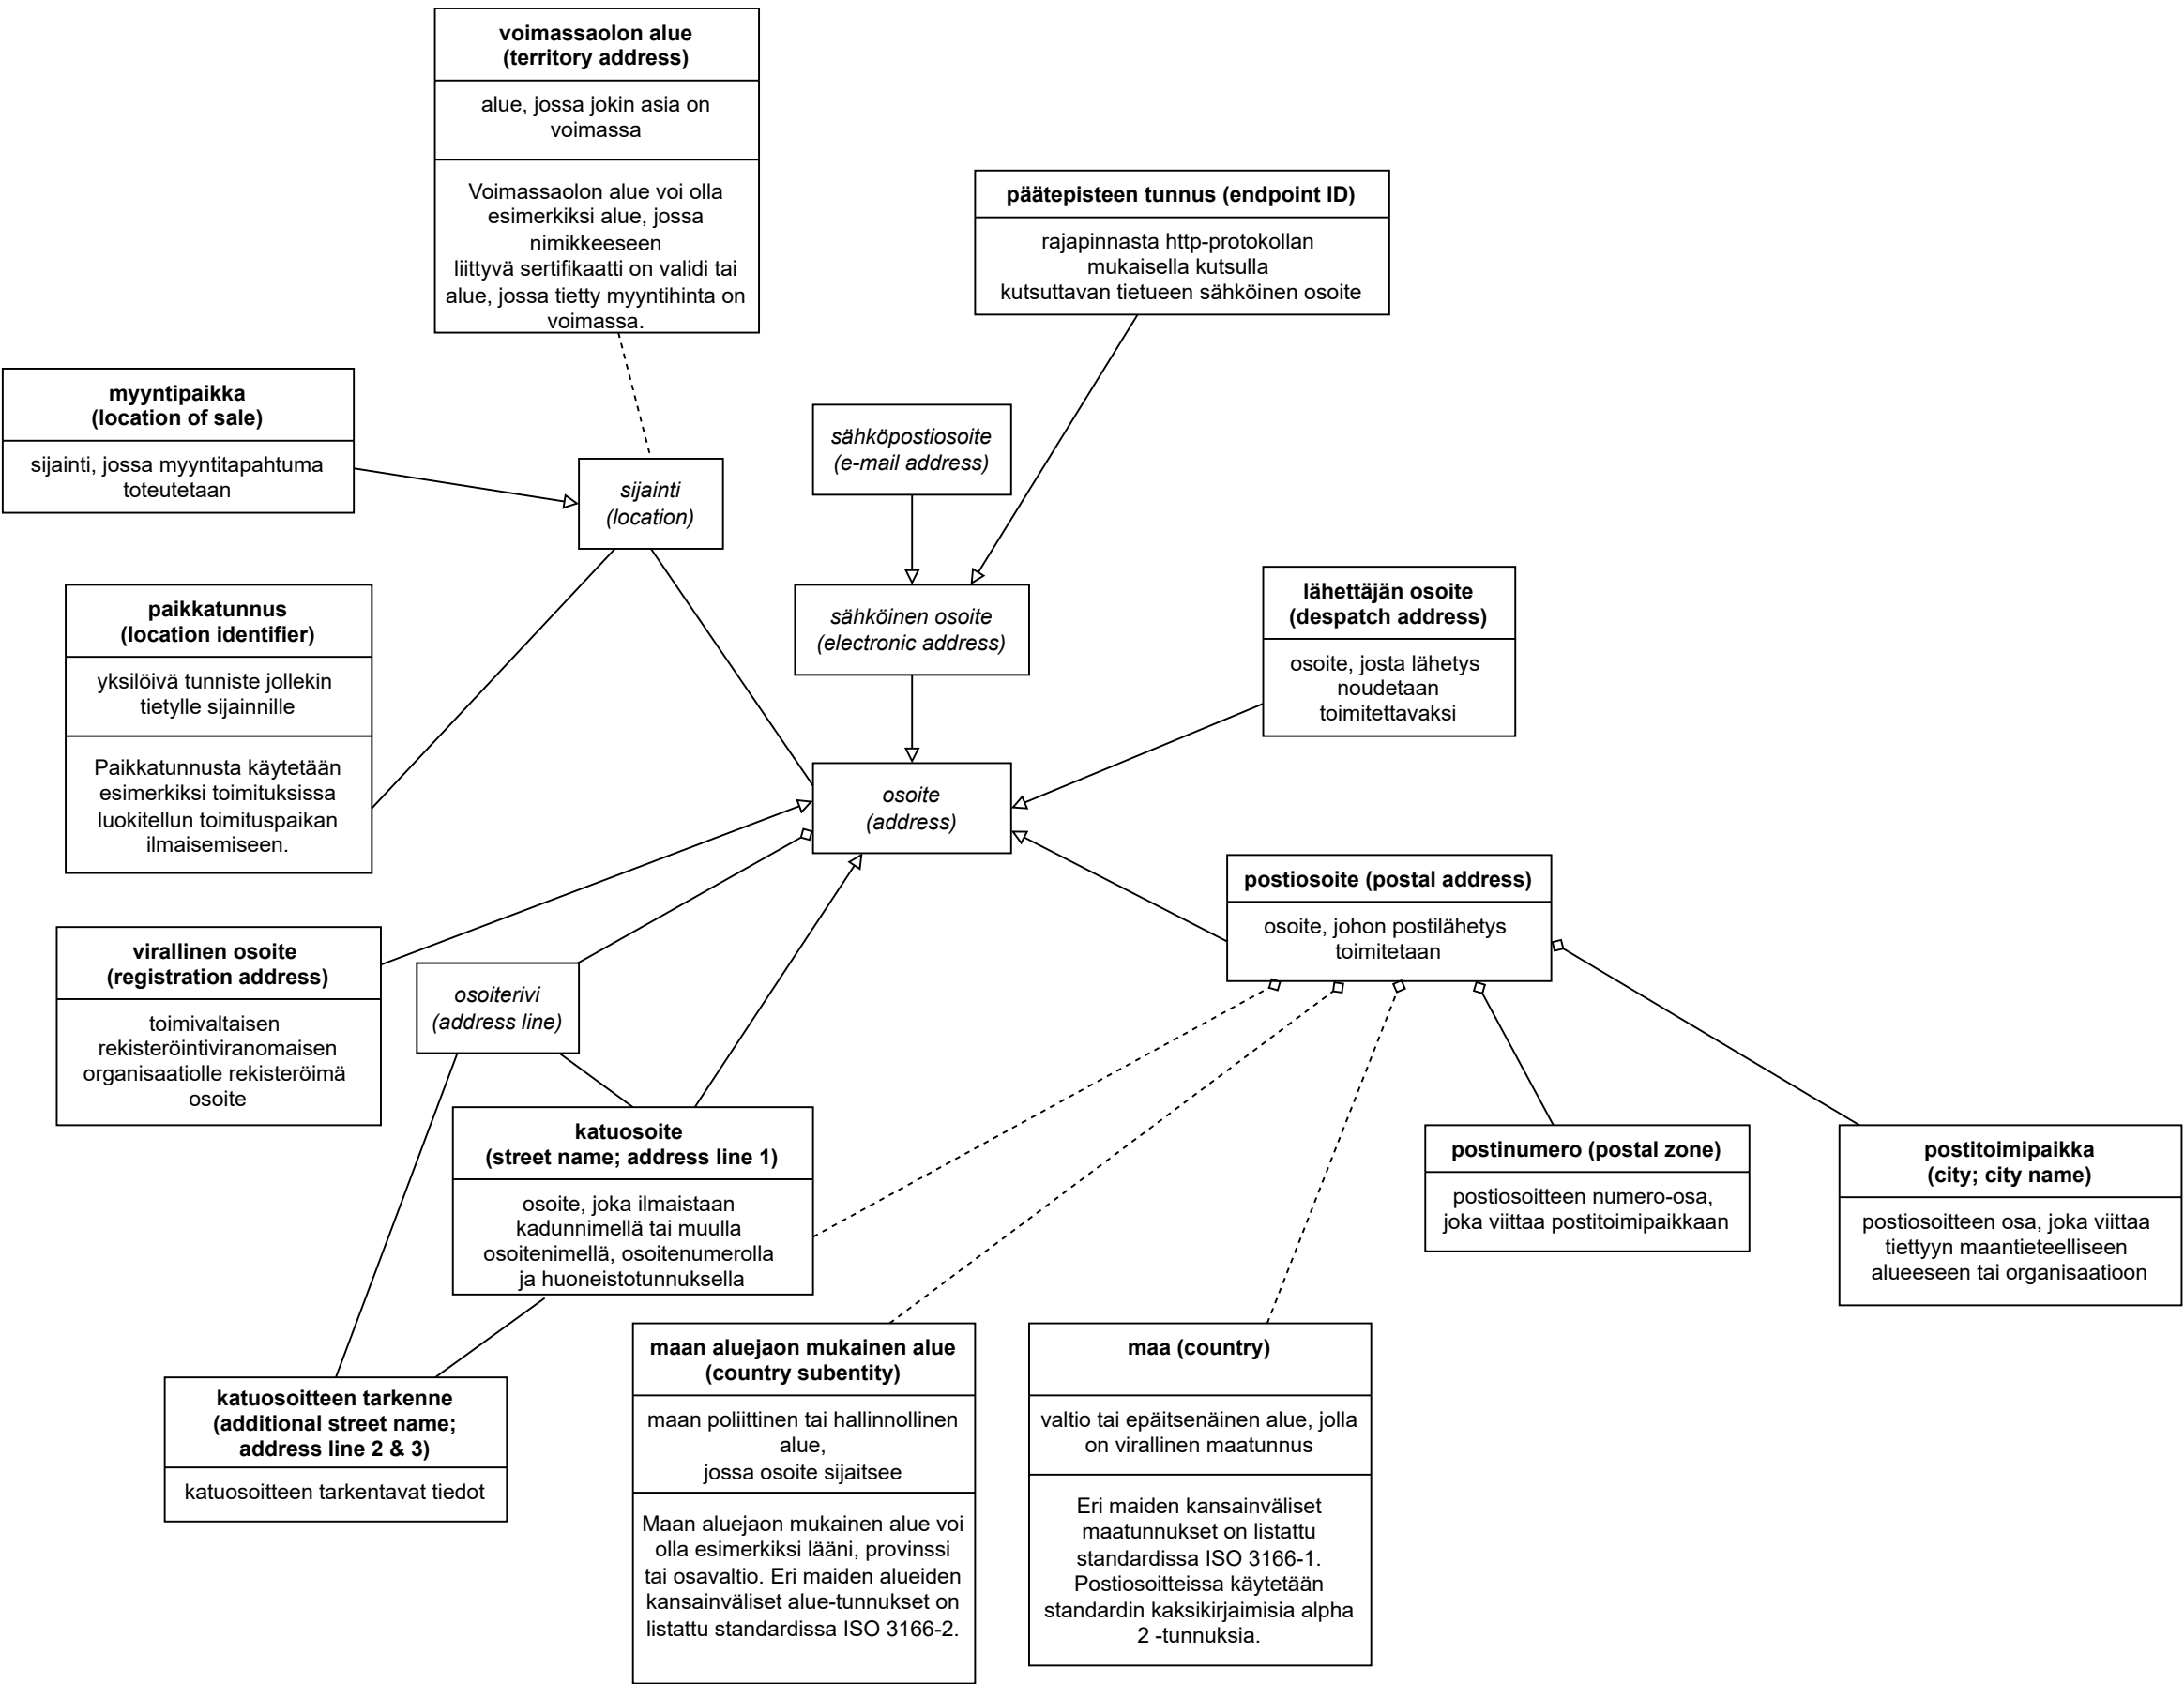 voimassaolon alue
(territory address)
alue, jossa jokin asia on
voimassa
Voimassaolon alue voi olla
esimerkiksi alue, jossa
nimikkeeseen
liittyvä sertifikaatti on validi tai
alue, jossa tietty myyntihinta on
voimassa.
päätepisteen tunnus (endpoint ID)
rajapinnasta http-protokollan
mukaisella kutsulla
kutsuttavan tietueen sähköinen osoite
myyntipaikka
(location of sale)
sijainti, jossa myyntitapahtuma
toteutetaan
sähköpostiosoite
(e-mail address)
sijainti
(location)
paikkatunnus
(location identifier)
yksilöivä tunniste jollekin
tietylle sijainnille
Paikkatunnusta käytetään
esimerkiksi toimituksissa
luokitellun toimituspaikan
ilmaisemiseen.
sähköinen osoite
(electronic address)
lähettäjän osoite
(despatch address)
osoite, josta lähetys
noudetaan
toimitettavaksi
osoite
(address)
postiosoite (postal address)
osoite, johon postilähetys
toimitetaan
virallinen osoite
(registration address)
toimivaltaisen
rekisteröintiviranomaisen
organisaatiolle rekisteröimä
osoite
osoiterivi
(address line)
katuosoite
(street name; address line 1)
osoite, joka ilmaistaan
kadunnimellä tai muulla
osoitenimellä, osoitenumerolla
ja huoneistotunnuksella
postinumero (postal zone)
postiosoitteen numero-osa,
joka viittaa postitoimipaikkaan
postitoimipaikka
(city; city name)
postiosoitteen osa, joka viittaa
tiettyyn maantieteelliseen
alueeseen tai organisaatioon
katuosoitteen tarkenne
(additional street name;
address line 2 & 3)
katuosoitteen tarkentavat tiedot
maan aluejaon mukainen alue
(country subentity)
maan poliittinen tai hallinnollinen
alue,
jossa osoite sijaitsee
Maan aluejaon mukainen alue voi
olla esimerkiksi lääni, provinssi
tai osavaltio. Eri maiden alueiden
kansainväliset alue-tunnukset on
listattu standardissa ISO 3166-2.
maa (country)
valtio tai epäitsenäinen alue, jolla
on virallinen maatunnus
Eri maiden kansainväliset
maatunnukset on listattu
standardissa ISO 3166-1.
Postiosoitteissa käytetään
standardin kaksikirjaimisia alpha
2 -tunnuksia.